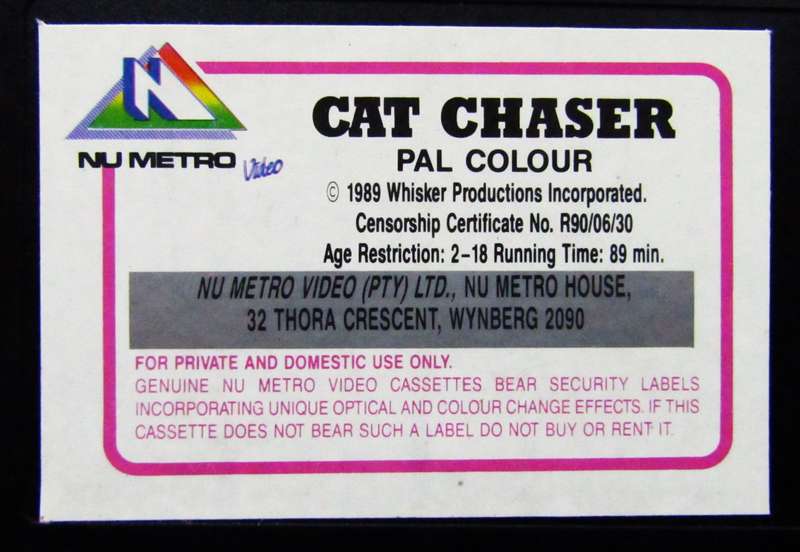 N
NU METRO Video
CAT CHASER
PAL COLOUR
© 1989 Whisker Productions Incorporated.
Censorship Certificate No. R90/06/30
Age Restriction: 2-18 Running Time: 89 min.
NU METRO VIDEO (PTY) LTD., NU METRO HOUSE,
32 THORA CRESCENT, WYNBERG 2090
FOR PRIVATE AND DOMESTIC USE ONLY.
GENUINE NU METRO VIDEO CASSETTES BEAR SECURITY LABELS
INCORPORATING UNIQUE OPTICAL AND COLOUR CHANGE EFFECTS. IF THIS
CASSETTE DOES NOT BEAR SUCH A LABEL DO NOT BUY OR RENT IT.